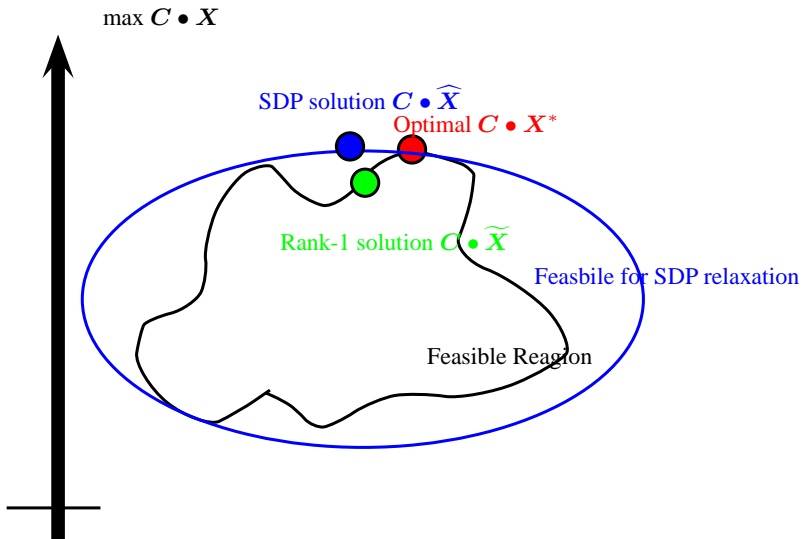 max C • X
SDP solution C • X̂
Optimal C • X*
Rank-1 solution C • X̃
Feasbile for SDP relaxation
Feasible Reagion